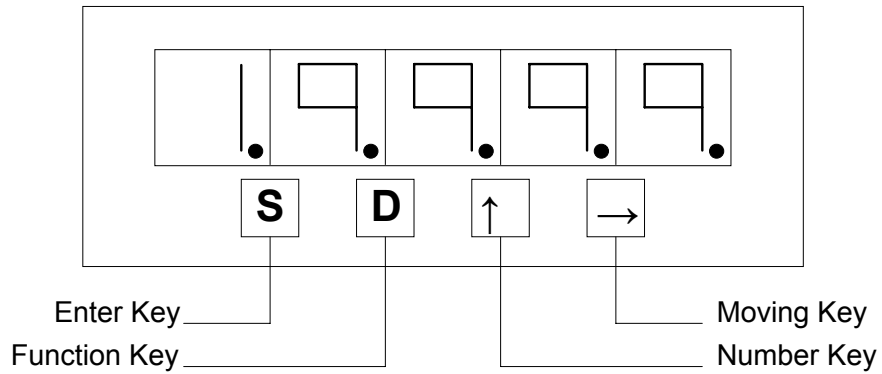 1.9.9.9.9.
S D ↑ →
Enter Key
Moving Key
Function Key
Number Key